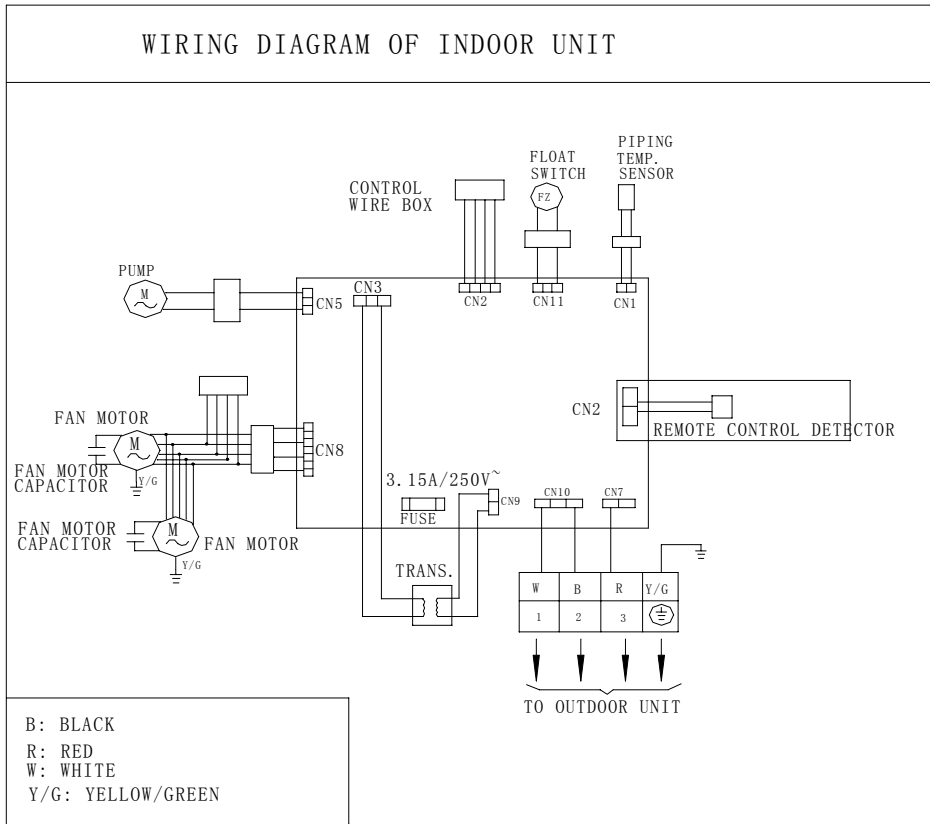 WIRING DIAGRAM OF INDOOR UNIT
PIPING
TEMP.
SENSOR
FLOAT
SWITCH
CONTROL
WIRE BOX
FZ
PUMP
M
CN5
CN3
CN2
CN11
CN1
CN2
REMOTE CONTROL DETECTOR
FAN MOTOR
M
CN8
FAN MOTOR
CAPACITOR
Y/G
3.15A/250V~
FUSE
CN9
CN10
CN7
FAN MOTOR
CAPACITOR
M
FAN MOTOR
Y/G
TRANS.
W B R Y/G
1 2 3
TO OUTDOOR UNIT
B: BLACK
R: RED
W: WHITE
Y/G: YELLOW/GREEN